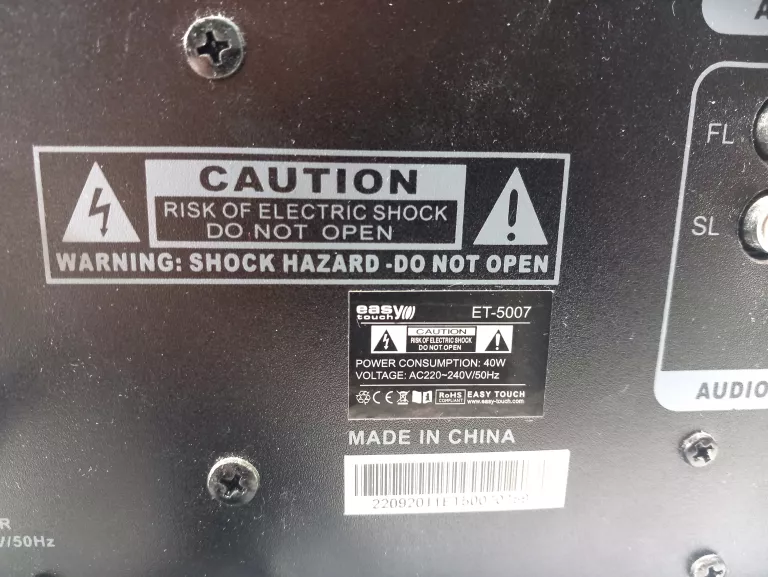 FL
SL
CAUTION
RISK OF ELECTRIC SHOCK
DO NOT OPEN
WARNING: SHOCK HAZARD -DO NOT OPEN
easy touch
ET-5007
CAUTION
RISK OF ELECTRIC SHOCK
DO NOT OPEN
POWER CONSUMPTION: 40W
VOLTAGE: AC220~240V/50Hz
CE RoHS COMPLIANT EASY TOUCH
www.easy-touch.com
AUDIO
MADE IN CHINA
V/50Hz